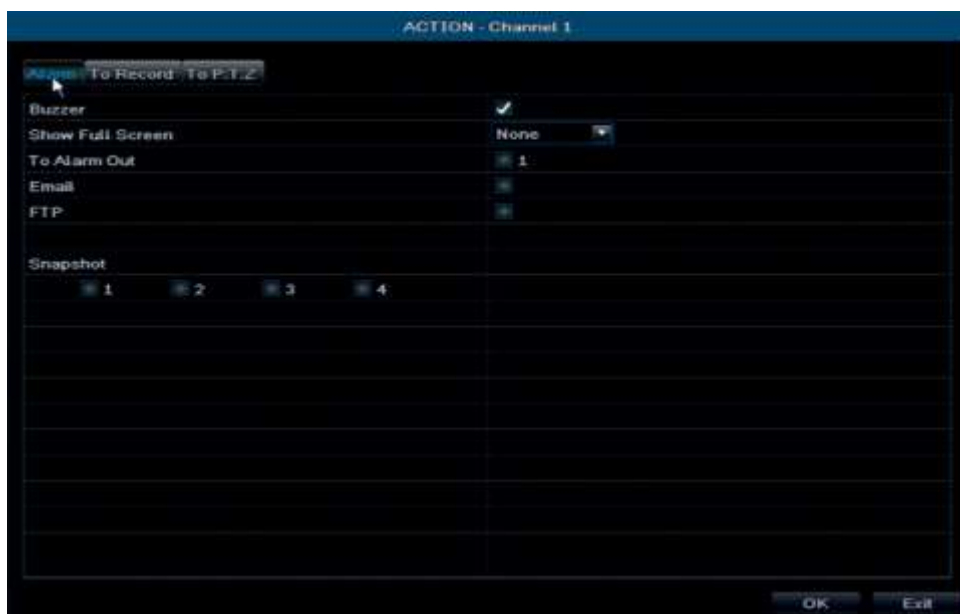 ACTION - Channel 1
Alarm To Record To P.T.Z
Buzzer
Show Full Screen None
To Alarm Out 1
Email
FTP
Snapshot
1 2 3 4
OK Exit